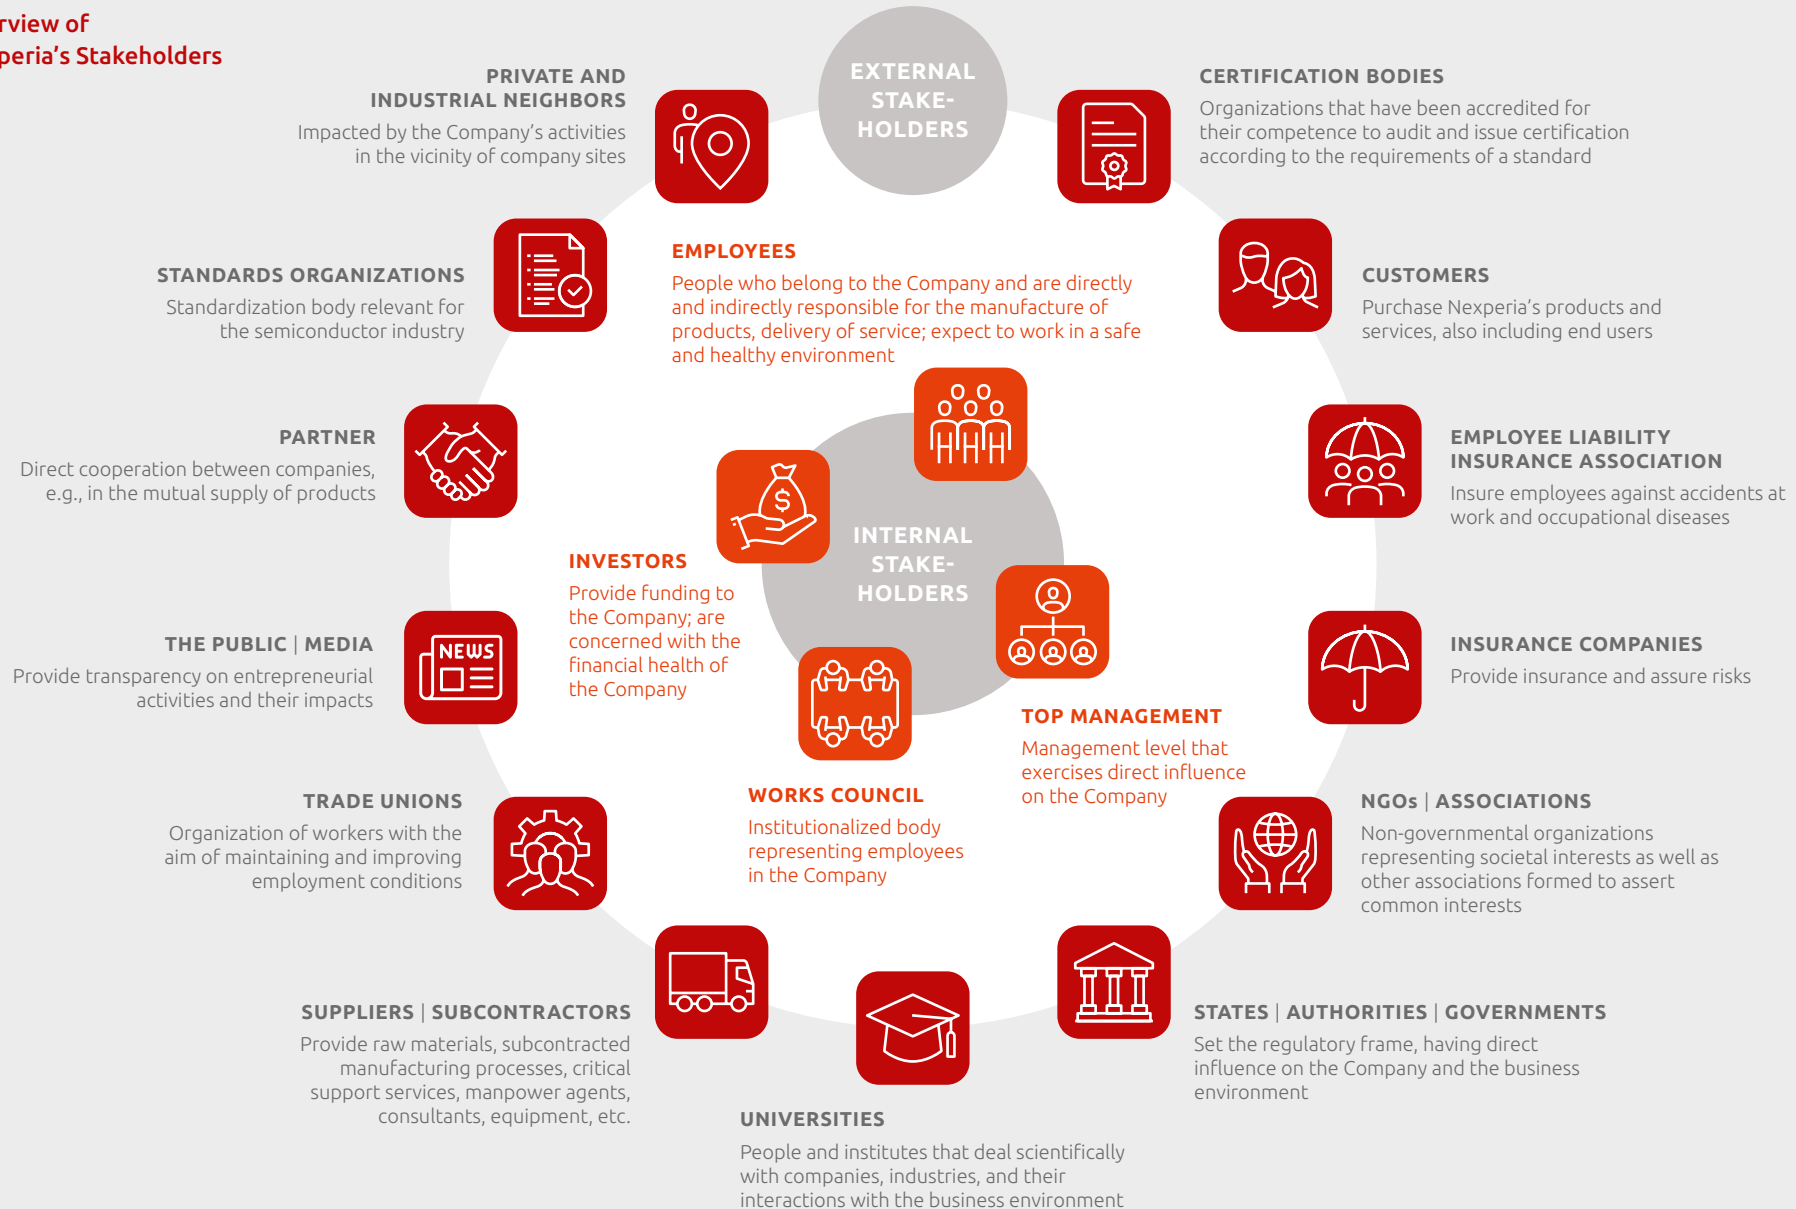 rview of
peria's Stakeholders
EXTERNAL
STAKE-
HOLDERS
PRIVATE AND
INDUSTRIAL NEIGHBORS
Impacted by the Company's activities
in the vicinity of company sites
CERTIFICATION BODIES
Organizations that have been accredited for
their competence to audit and issue certification
according to the requirements of a standard
STANDARDS ORGANIZATIONS
Standardization body relevant for
the semiconductor industry
EMPLOYEES
People who belong to the Company and are directly
and indirectly responsible for the manufacture of
products, delivery of service; expect to work in a safe
and healthy environment
CUSTOMERS
Purchase Nexperia's products and
services, also including end users
PARTNER
Direct cooperation between companies,
e.g., in the mutual supply of products
$
EMPLOYEE LIABILITY
INSURANCE ASSOCIATION
Insure employees against accidents at
work and occupational diseases
INTERNAL
STAKE-
HOLDERS
INVESTORS
Provide funding to
the Company; are
concerned with the
financial health of
the Company
THE PUBLIC | MEDIA
Provide transparency on entrepreneurial
activities and their impacts
NEWS
INSURANCE COMPANIES
Provide insurance and assure risks
TOP MANAGEMENT
Management level that
exercises direct influence
on the Company
TRADE UNIONS
Organization of workers with the
aim of maintaining and improving
employment conditions
WORKS COUNCIL
Institutionalized body
representing employees
in the Company
NGOs | ASSOCIATIONS
Non-governmental organizations
representing societal interests as well as
other associations formed to assert
common interests
SUPPLIERS | SUBCONTRACTORS
Provide raw materials, subcontracted
manufacturing processes, critical
support services, manpower agents,
consultants, equipment, etc.
STATES | AUTHORITIES | GOVERNMENTS
Set the regulatory frame, having direct
influence on the Company and the business
environment
UNIVERSITIES
People and institutes that deal scientifically
with companies, industries, and their
interactions with the business environment